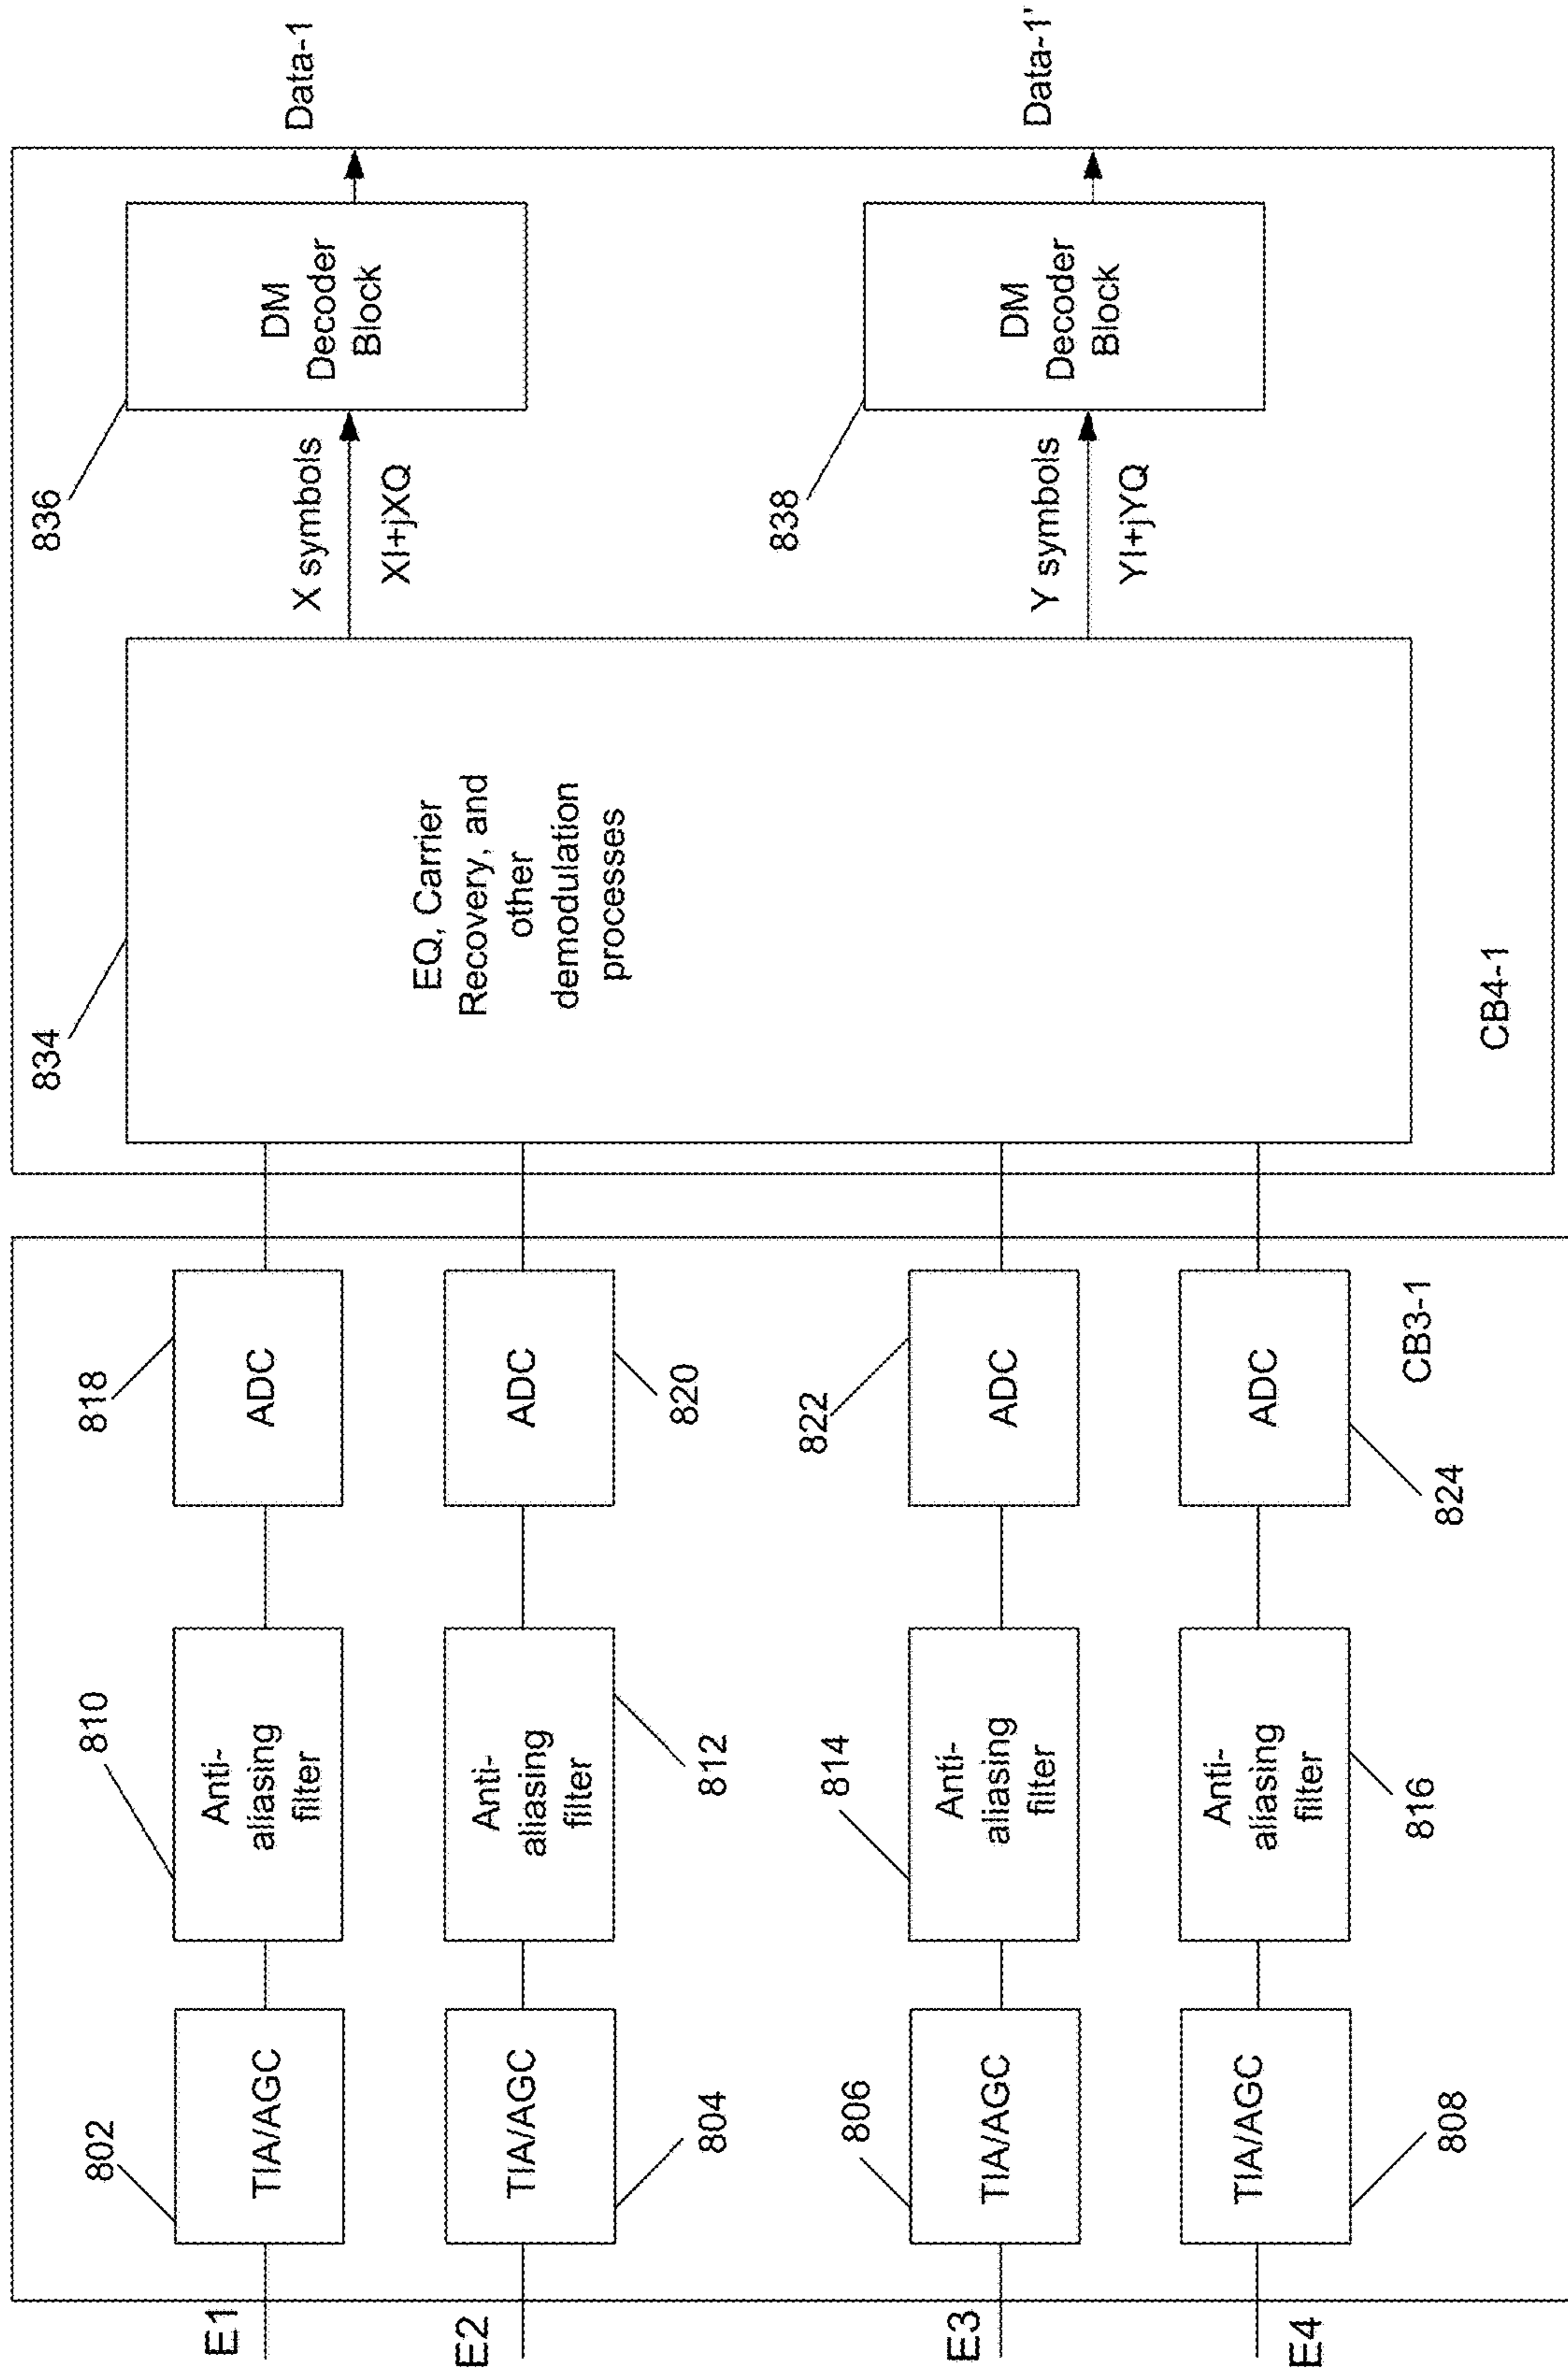 E1
802
TIA/AGC
810
Anti-
aliasing
filter
818
ADC
E2
TIA/AGC
804
Anti-
aliasing
filter
812
ADC
820
E3
806
TIA/AGC
814
Anti-
aliasing
filter
822
ADC
E4
TIA/AGC
808
Anti-
aliasing
filter
816
ADC
824
CB3-1
834
EQ, Carrier
Recovery, and
other
demodulation
processes
CB4-1
X symbols
XI+jXQ
836
DM
Decoder
Block
Data-1
Y symbols
YI+jYQ
838
DM
Decoder
Block
Data-1'